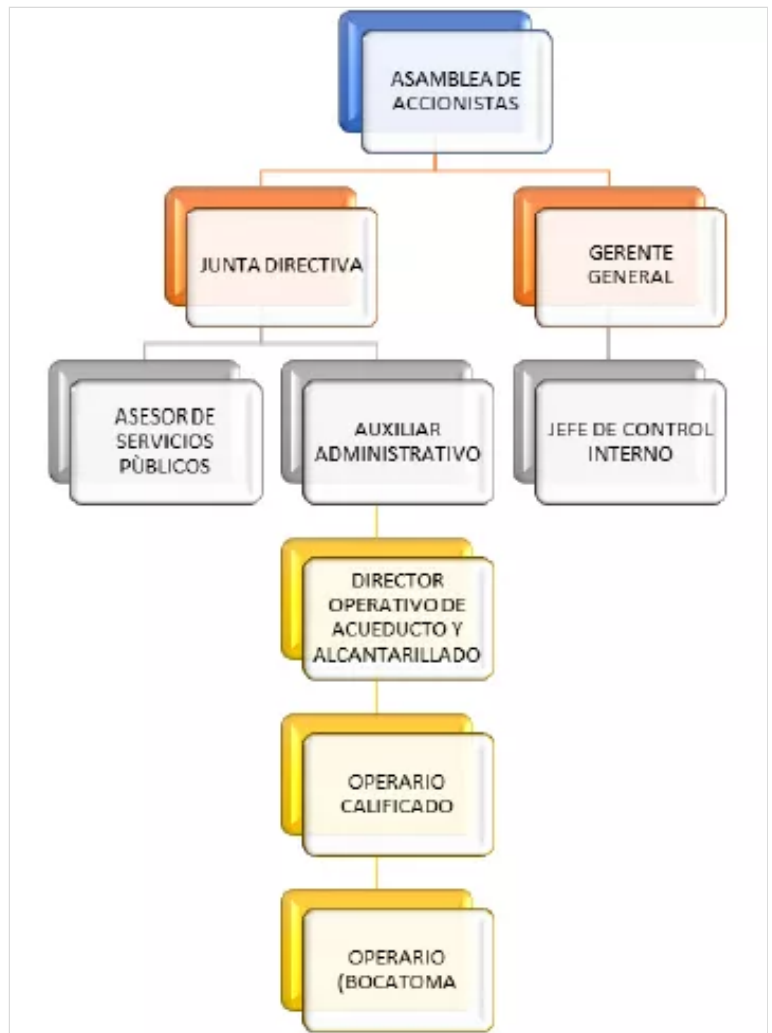 ASAMBLEA DE
ACCIONISTAS
JUNTA DIRECTIVA
GERENTE
GENERAL
ASESOR DE
SERVICIOS
PÙBLICOS
AUXILIAR
ADMINISTRATIVO
JEFE DE CONTROL
INTERNO
DIRECTOR
OPERATIVO DE
ACUEDUCTO Y
ALCANTARILLADO
OPERARIO
CALIFICADO
OPERARIO
(BOCATOMA